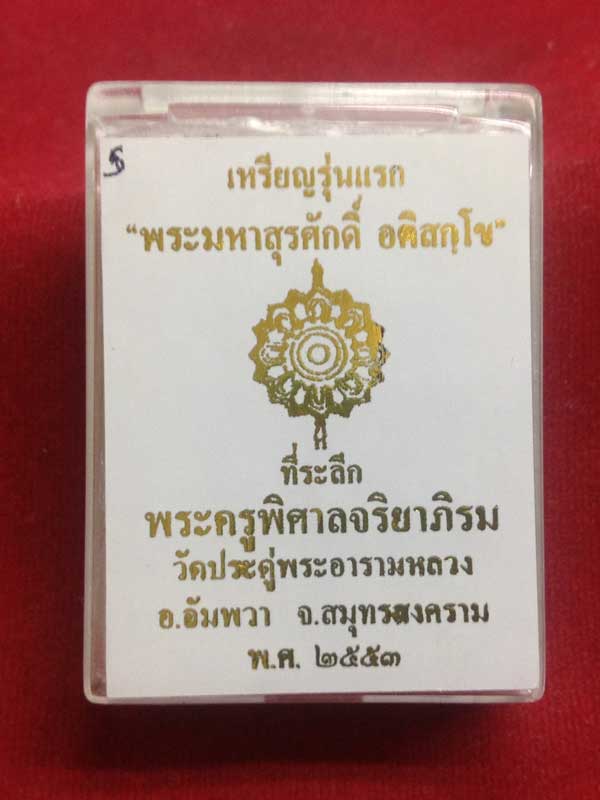 เหรียญรุ่นแรก
“พระมหาสุรศักดิ์ อติสกฺโข”
ที่ระลึก
พระครูพิศาลจริยาภิรม
วัดประดู่พระอารามหลวง
อ.อัมพวา จ.สมุทรสงคราม
พ.ศ. ๒๕๕๓